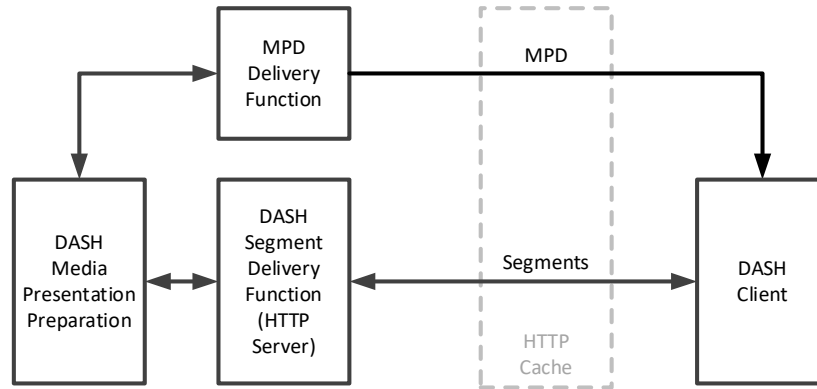 MPD
Delivery
Function
MPD
DASH
Media
Presentation
Preparation
DASH
Segment
Delivery
Function
(HTTP
Server)
Segments
DASH
Client
HTTP
Cache